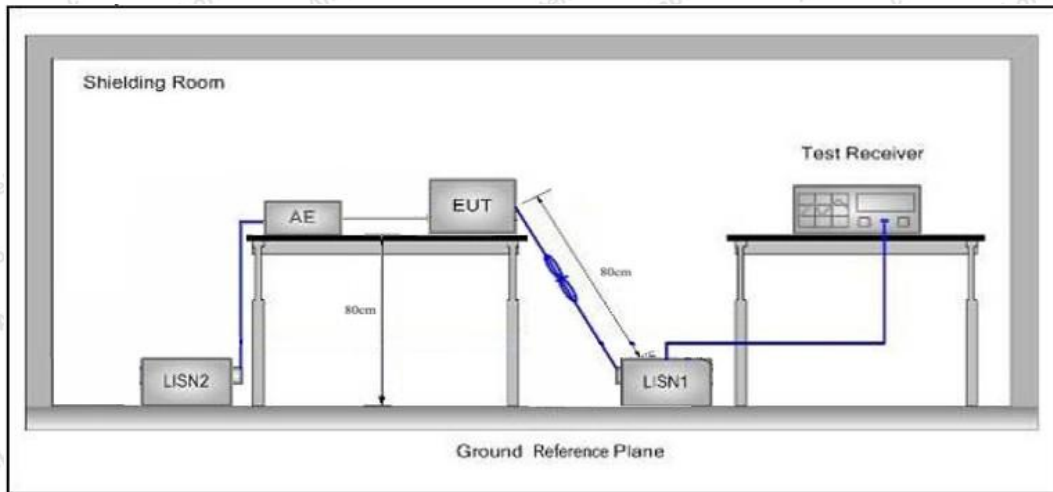 Shielding Room
Test Receiver
AE
EUT
80cm
80cm
LISN2
LISN1
Ground Reference Plane